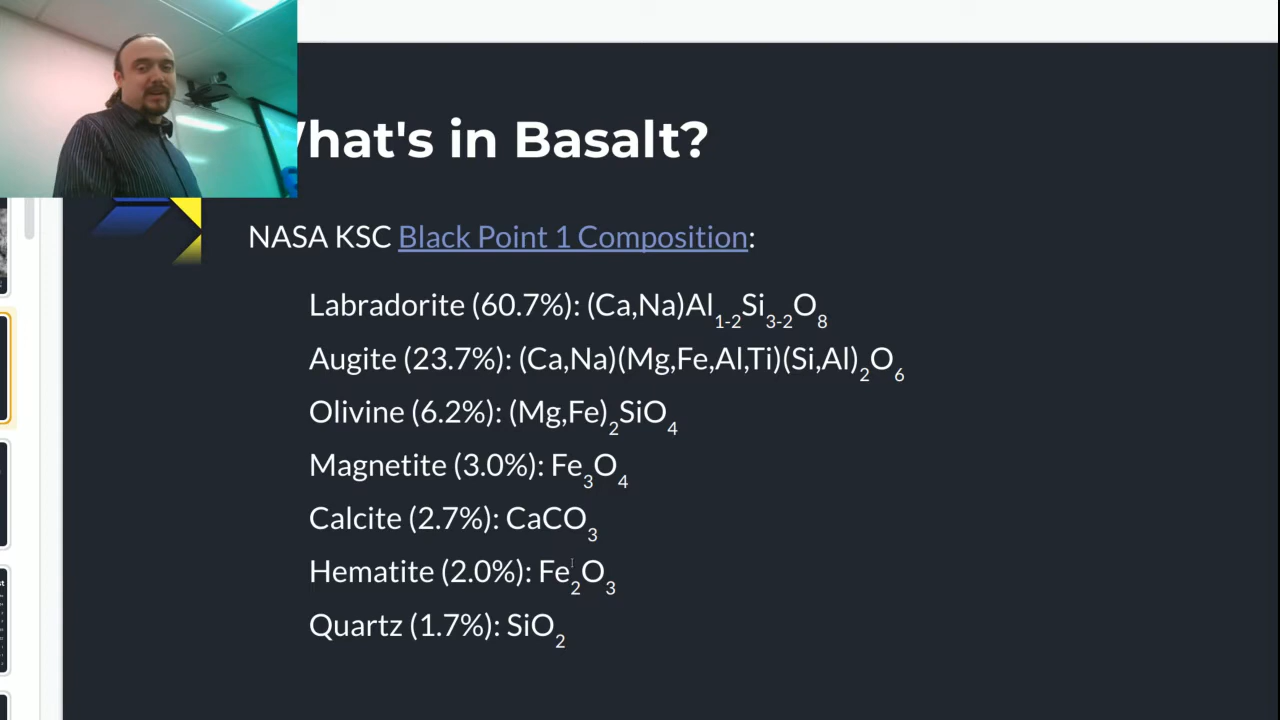 What's in Basalt?
NASA KSC Black Point 1 Composition:
Labradorite (60.7%): (Ca,Na)Al₁₋₂Si₃₋₂O₈
Augite (23.7%): (Ca,Na)(Mg,Fe,Al,Ti)(Si,Al)₂O₆
Olivine (6.2%): (Mg,Fe)₂SiO₄
Magnetite (3.0%): Fe₃O₄
Calcite (2.7%): CaCO₃
Hematite (2.0%): Fe₂O₃
Quartz (1.7%): SiO₂